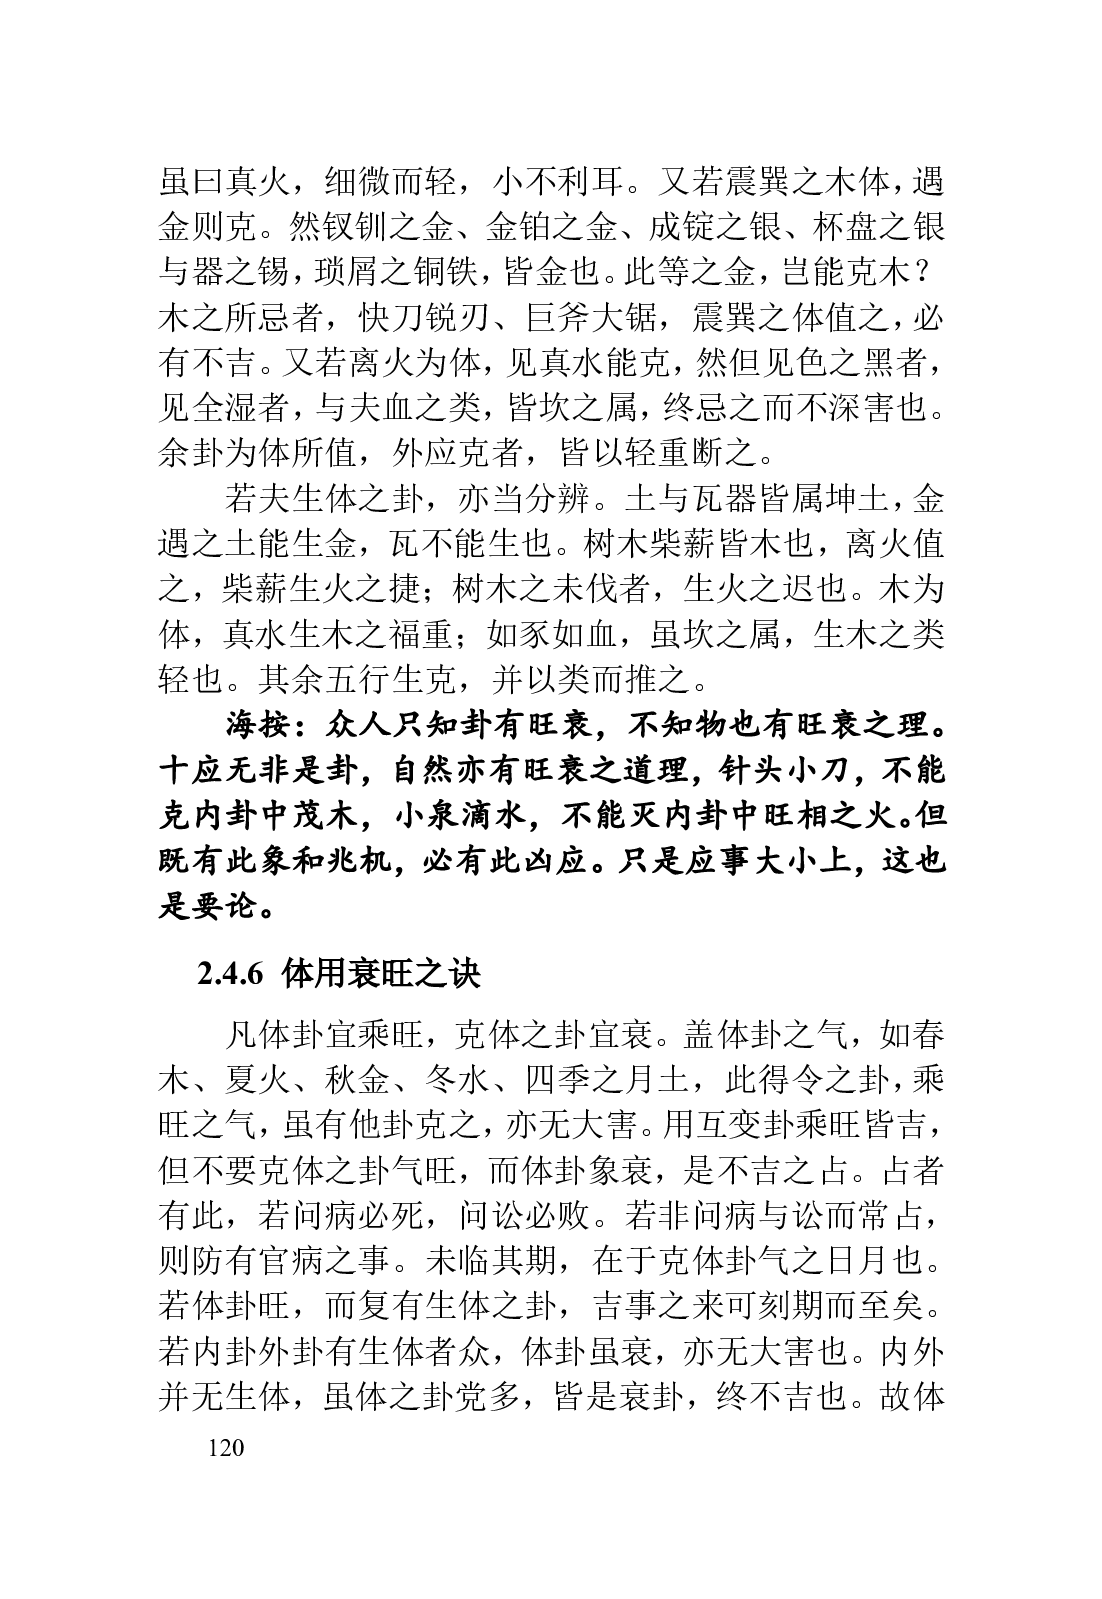 虽曰真火，细微而轻，小不利耳。又若震巽之木体，遇
金则克。然钗钏之金、金铂之金、成锭之银、杯盘之银
与器之锡，琐屑之铜铁，皆金也。此等之金，岂能克木？
木之所忌者，快刀锐刃、巨斧大锯，震巽之体值之，必
有不吉。又若离火为体，见真水能克，然但见色之黑者，
见全湿者，与夫血之类，皆坎之属，终忌之而不深害也。
余卦为体所值，外应克者，皆以轻重断之。
若夫生体之卦，亦当分辨。土与瓦器皆属坤土，金
遇之土能生金，瓦不能生也。树木柴薪皆木也，离火值
之，柴薪生火之捷；树木之未伐者，生火之迟也。木为
体，真水生木之福重；如豕如血，虽坎之属，生木之类
轻也。其余五行生克，并以类而推之。
海按：众人只知卦有旺衰，不知物也有旺衰之理。
十应无非是卦，自然亦有旺衰之道理，针头小刀，不能
克内卦中茂木，小泉滴水，不能灭内卦中旺相之火。但
既有此象和兆机，必有此凶应。只是应事大小上，这也
是要论。
2.4.6 体用衰旺之诀
凡体卦宜乘旺，克体之卦宜衰。盖体卦之气，如春
木、夏火、秋金、冬水、四季之月土，此得令之卦，乘
旺之气，虽有他卦克之，亦无大害。用互变卦乘旺皆吉，
但不要克体之卦气旺，而体卦象衰，是不吉之占。占者
有此，若问病必死，问讼必败。若非问病与讼而常占，
则防有官病之事。未临其期，在于克体卦气之日月也。
若体卦旺，而复有生体之卦，吉事之来可刻期而至矣。
若内卦外卦有生体者众，体卦虽衰，亦无大害也。内外
并无生体，虽体之卦党多，皆是衰卦，终不吉也。故体
120